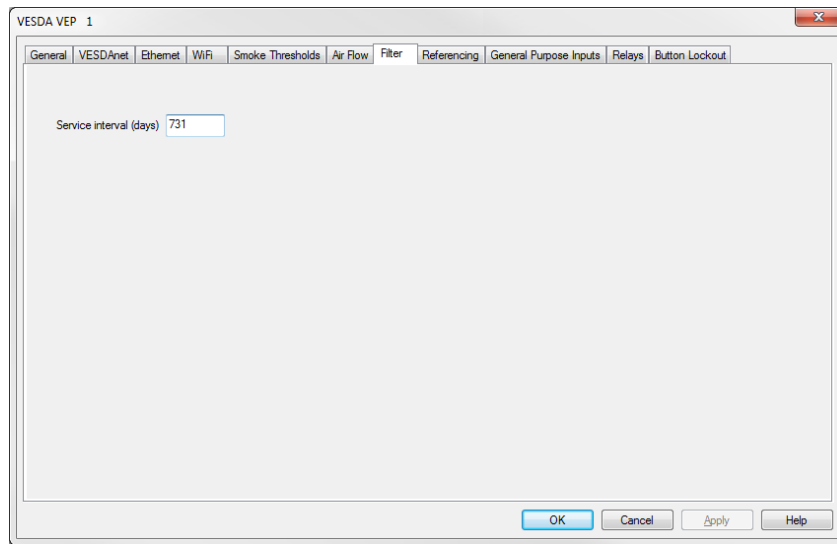 VESDA VEP 1
General VESDAnet Ethernet WiFi Smoke Thresholds Air Flow Filter Referencing General Purpose Inputs Relays Button Lockout
Service interval (days) 731
OK Cancel Apply Help